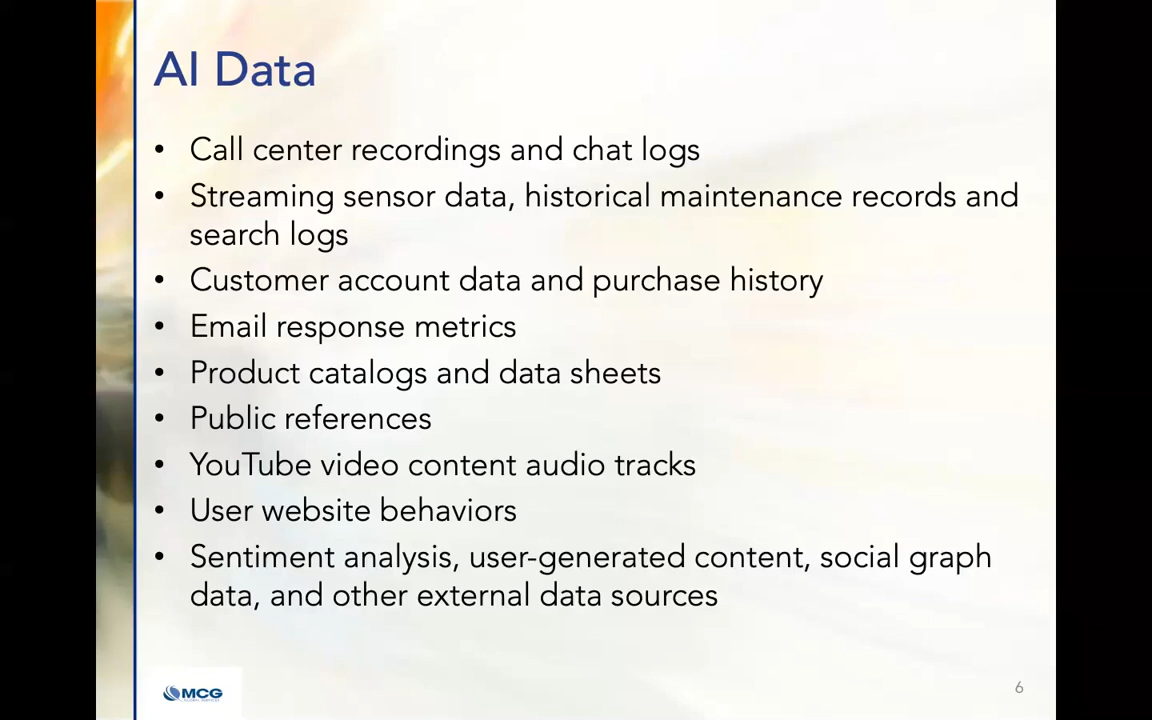 AI Data
• Call center recordings and chat logs
• Streaming sensor data, historical maintenance records and
search logs
• Customer account data and purchase history
• Email response metrics
• Product catalogs and data sheets
• Public references
• YouTube video content audio tracks
• User website behaviors
• Sentiment analysis, user-generated content, social graph
data, and other external data sources
MCG
6